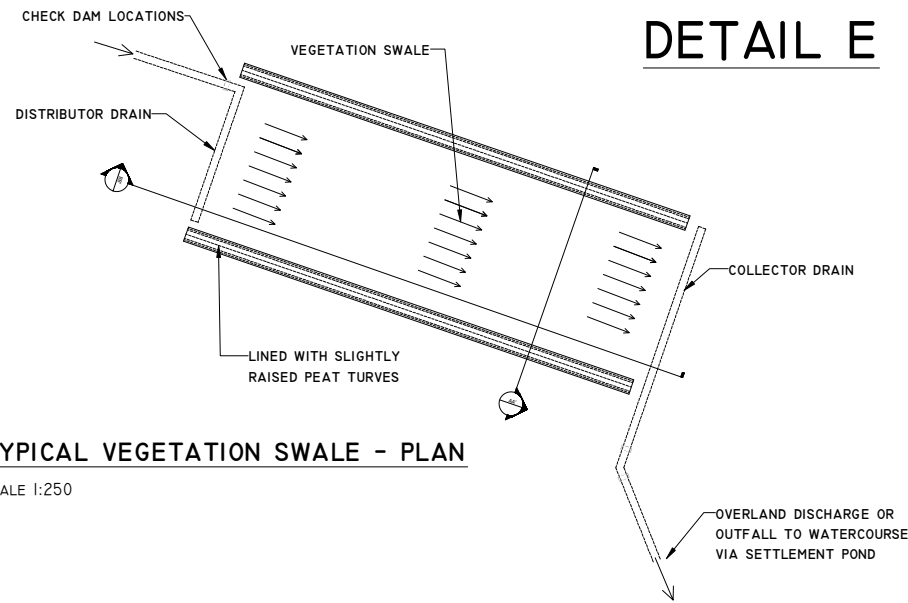 CHECK DAM LOCATIONS
DETAIL E
VEGETATION SWALE
DISTRIBUTOR DRAIN
COLLECTOR DRAIN
LINED WITH SLIGHTLY
RAISED PEAT TURVES
YPICAL VEGETATION SWALE - PLAN
ALE 1:250
OVERLAND DISCHARGE OR
OUTFALL TO WATERCOURSE
VIA SETTLEMENT POND